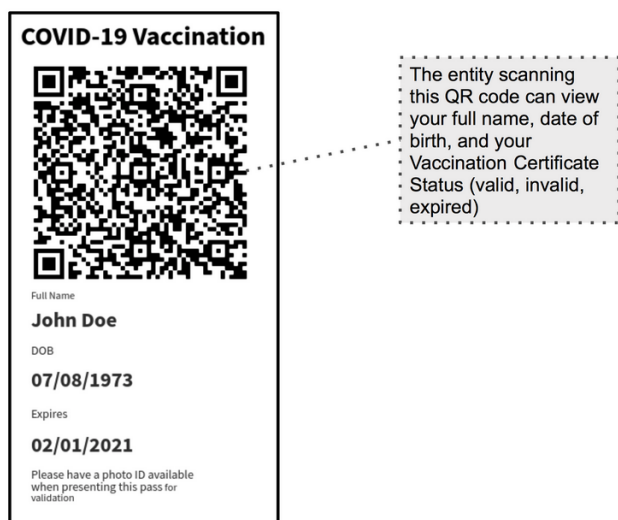 COVID-19 Vaccination
Full Name
John Doe
DOB
07/08/1973
Expires
02/01/2021
Please have a photo ID available
when presenting this pass for
validation
The entity scanning
this QR code can view
your full name, date of
birth, and your
Vaccination Certificate
Status (valid, invalid,
expired)